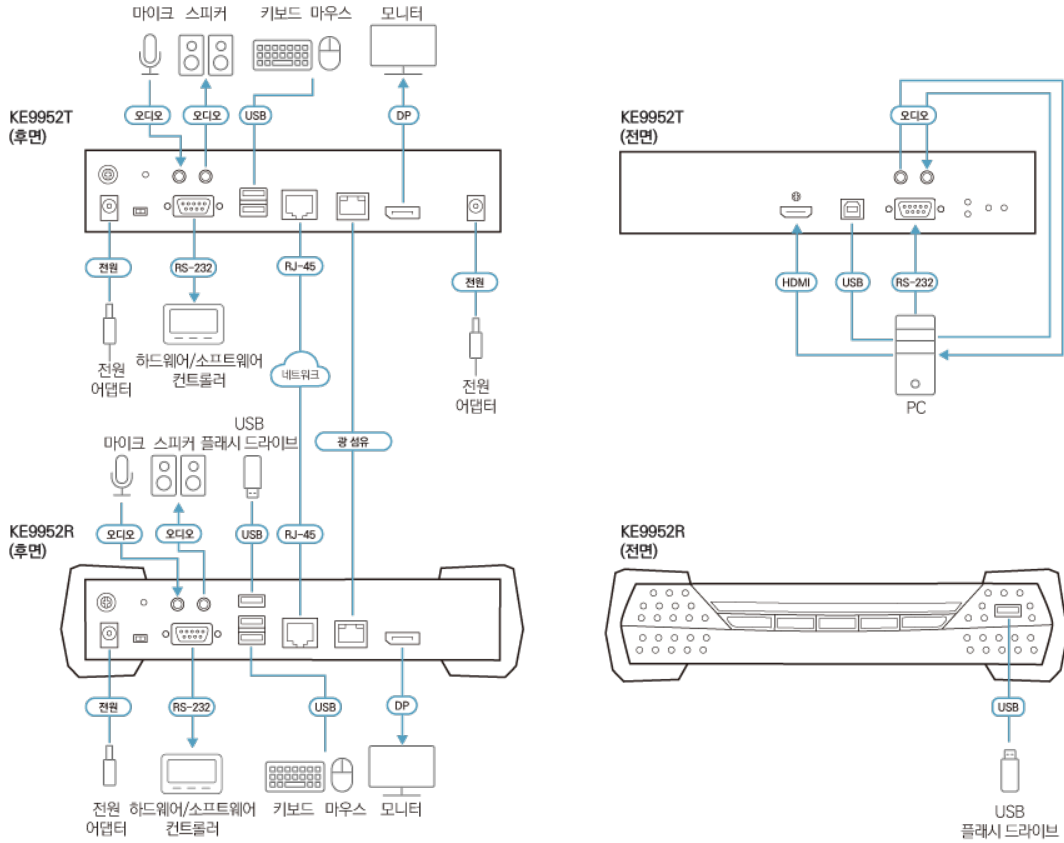 마이크 스피커 키보드 마우스 모니터
오디오 오디오 USB DP
KE9952T
(후면)
전원 RS-232 RJ-45 전원
전원
어댑터
하드웨어/소프트웨어
컨트롤러
네트워크
전원
어댑터
광 섬유
USB
마이크 스피커 플래시 드라이브
KE9952R
(후면)
오디오 오디오 USB RJ-45
전원 RS-232 USB DP
전원
어댑터
하드웨어/소프트웨어
컨트롤러
키보드 마우스 모니터
KE9952T
(전면)
오디오
HDMI USB RS-232
PC
KE9952R
(전면)
USB
USB
플래시 드라이브